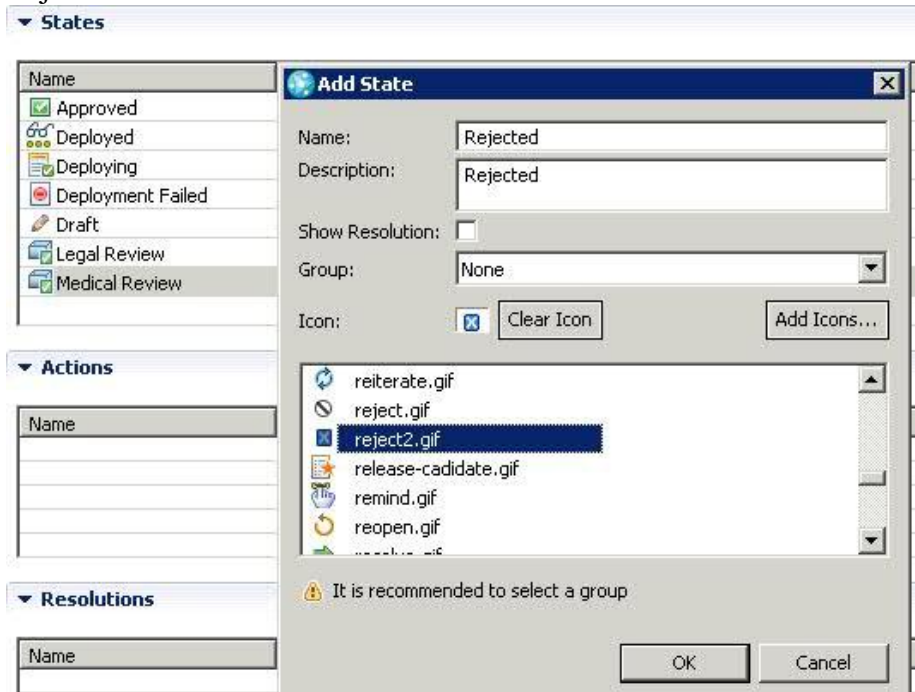 States
Name
Approved
Deployed
Deploying
Deployment Failed
Draft
Legal Review
Medical Review
Actions
Name
Resolutions
Name
Add State
Name: Rejected
Description: Rejected
Show Resolution:
Group: None
Icon: Clear Icon Add Icons...
reiterate.gif
reject.gif
reject2.gif
release-cadidate.gif
remind.gif
reopen.gif
It is recommended to select a group
OK Cancel